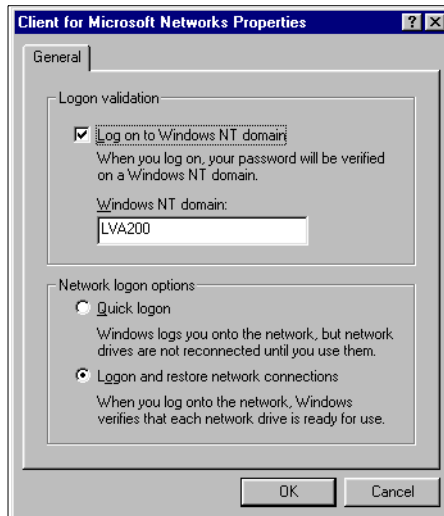 Client for Microsoft Networks Properties
General
Logon validation
Log on to Windows NT domain
When you log on, your password will be verified
on a Windows NT domain.
Windows NT domain:
LVA200
Network logon options
Quick logon
Windows logs you onto the network, but network
drives are not reconnected until you use them.
Logon and restore network connections
When you log onto the network, Windows
verifies that each network drive is ready for use.
OK Cancel